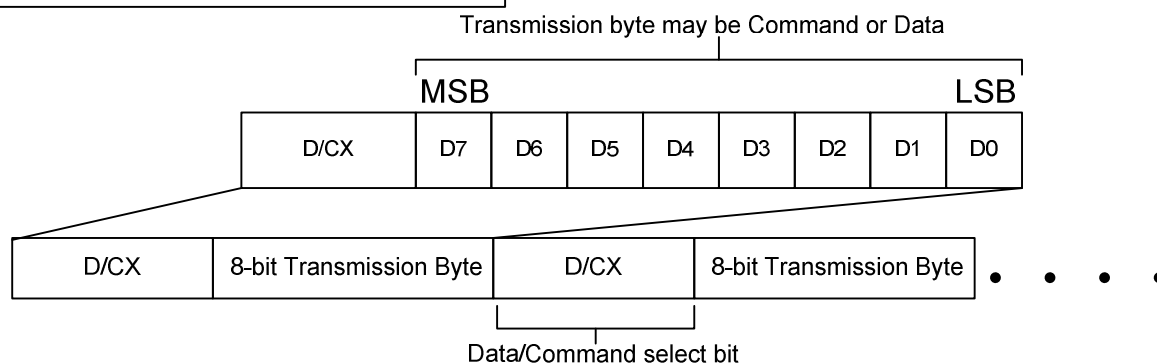 Transmission byte may be Command or Data
MSB LSB
D/CX D7 D6 D5 D4 D3 D2 D1 D0
D/CX 8-bit Transmission Byte D/CX 8-bit Transmission Byte
Data/Command select bit